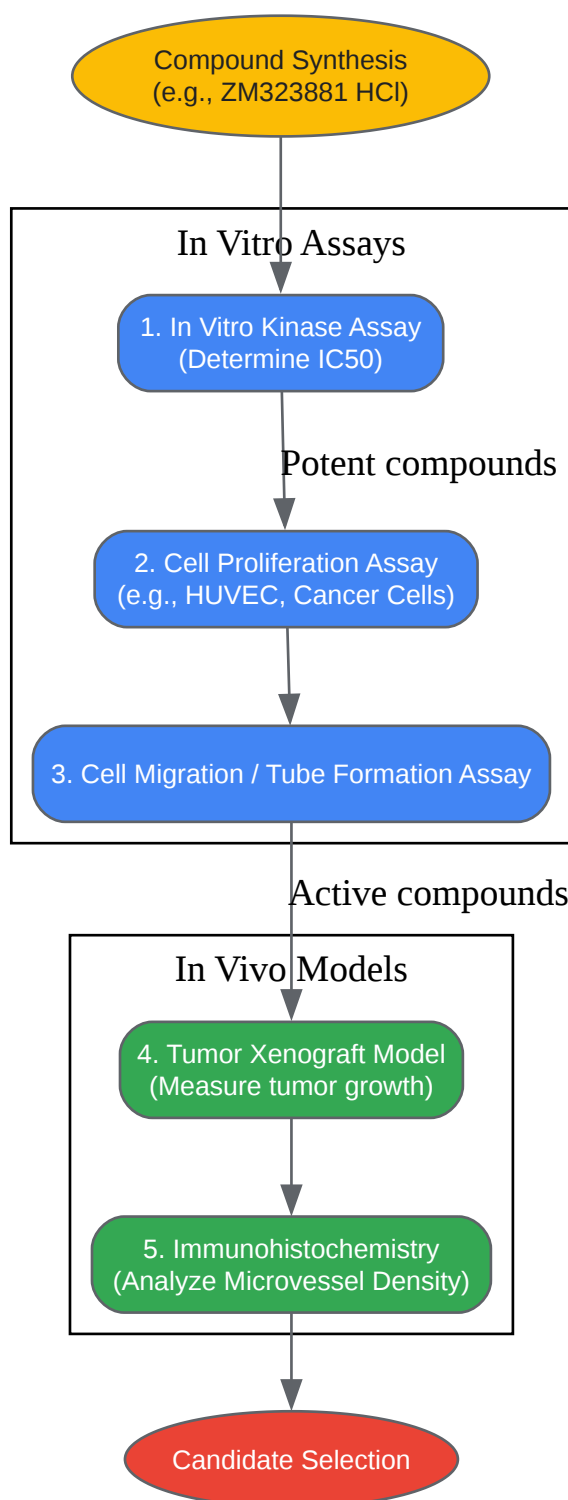 Compound Synthesis
(e.g., ZM323881 HCl)
In Vitro Assays
1. In Vitro Kinase Assay
(Determine IC50)
Potent compounds
2. Cell Proliferation Assay
(e.g., HUVEC, Cancer Cells)
3. Cell Migration / Tube Formation Assay
Active compounds
In Vivo Models
4. Tumor Xenograft Model
(Measure tumor growth)
5. Immunohistochemistry
(Analyze Microvessel Density)
Candidate Selection